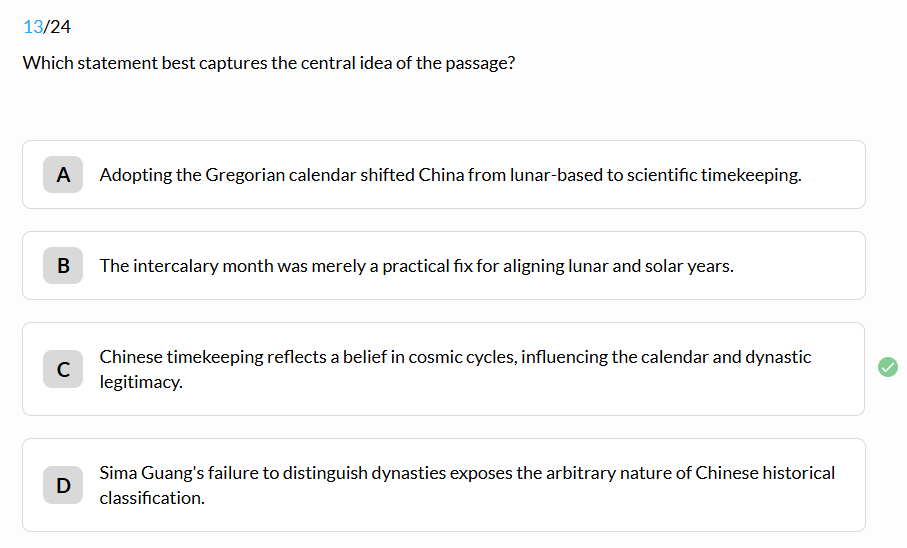 13/24
Which statement best captures the central idea of the passage?
A Adopting the Gregorian calendar shifted China from lunar-based to scientific timekeeping.
B The intercalary month was merely a practical fix for aligning lunar and solar years.
C Chinese timekeeping reflects a belief in cosmic cycles, influencing the calendar and dynastic
legitimacy.
D Sima Guang's failure to distinguish dynasties exposes the arbitrary nature of Chinese historical
classification.